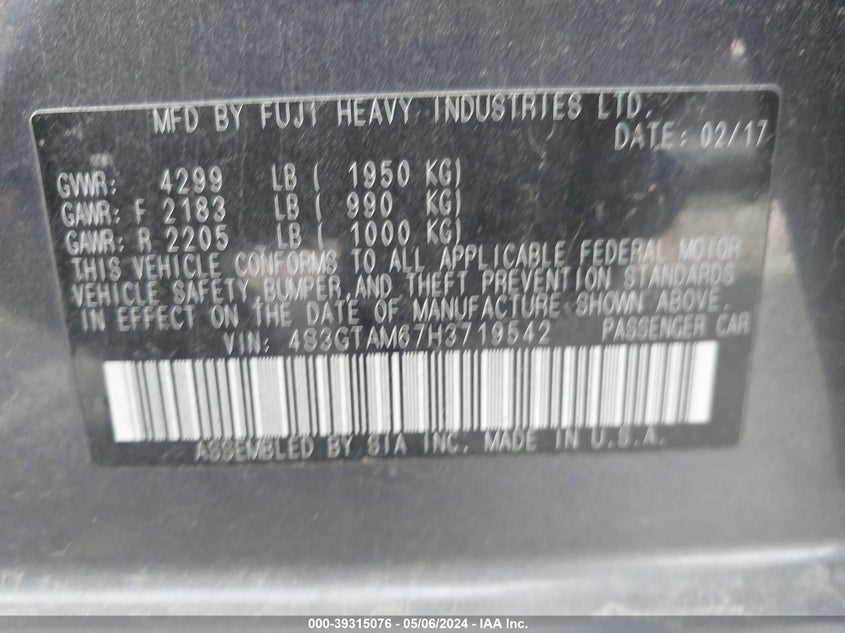 MFD BY FUJI HEAVY INDUSTRIES LTD.
DATE: 02/17
GVWR: 4299 LB ( 1950 KG)
GAWR: F 2183 LB ( 990 KG)
GAWR: R 2205 LB ( 1000 KG)
THIS VEHICLE CONFORMS TO ALL APPLICABLE FEDERAL MOTOR
VEHICLE SAFETY, BUMPER, AND THEFT PREVENTION STANDARDS
IN EFFECT ON THE DATE OF MANUFACTURE SHOWN ABOVE.
VIN: 4S3GTAM67H3719542 PASSENGER CAR
ASSEMBLED BY SIA INC. MADE IN U.S.A.
000-39315076 - 05/06/2024 - IAA Inc.